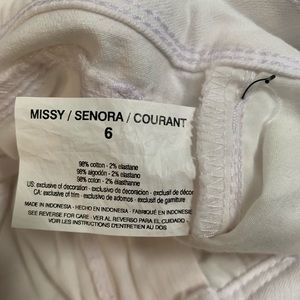 MISSY / SENORA / COURANT
6
98% cotton - 2% elastane
98% algodón - 2% elastano
98% coton - 2% élasthanne
US: exclusive of decoration - exclusivo de decoracion - exclusif de décor
CA: exclusive of trim - exclusivo de adornos - exclusif de garniture
MADE IN INDONESIA - HECHO EN INDONESIA - FABRIQUÉ EN INDONÉSIE
SEE REVERSE FOR CARE - VER AL REVERSO PARA EL CUIDADO
VOIR LES INSTRUCTIONS D'ENTRETIEN AU DOS